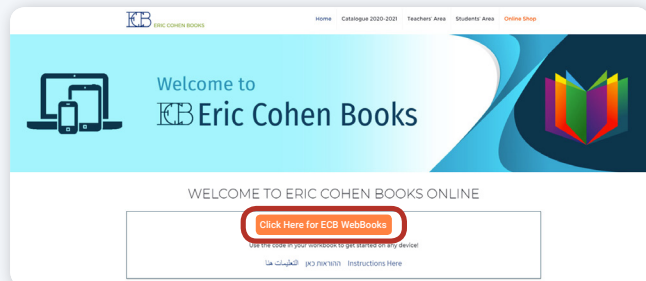 ECB ERIC COHEN BOOKS
Home Catalogue 2020-2021 Teachers' Area Students' Area Online Shop
Welcome to
ECB Eric Cohen Books
WELCOME TO ERIC COHEN BOOKS ONLINE
Click Here for ECB WebBooks
Use the code in your workbook to get started on any device!
التعليمات هنا ההוראות כאן Instructions Here